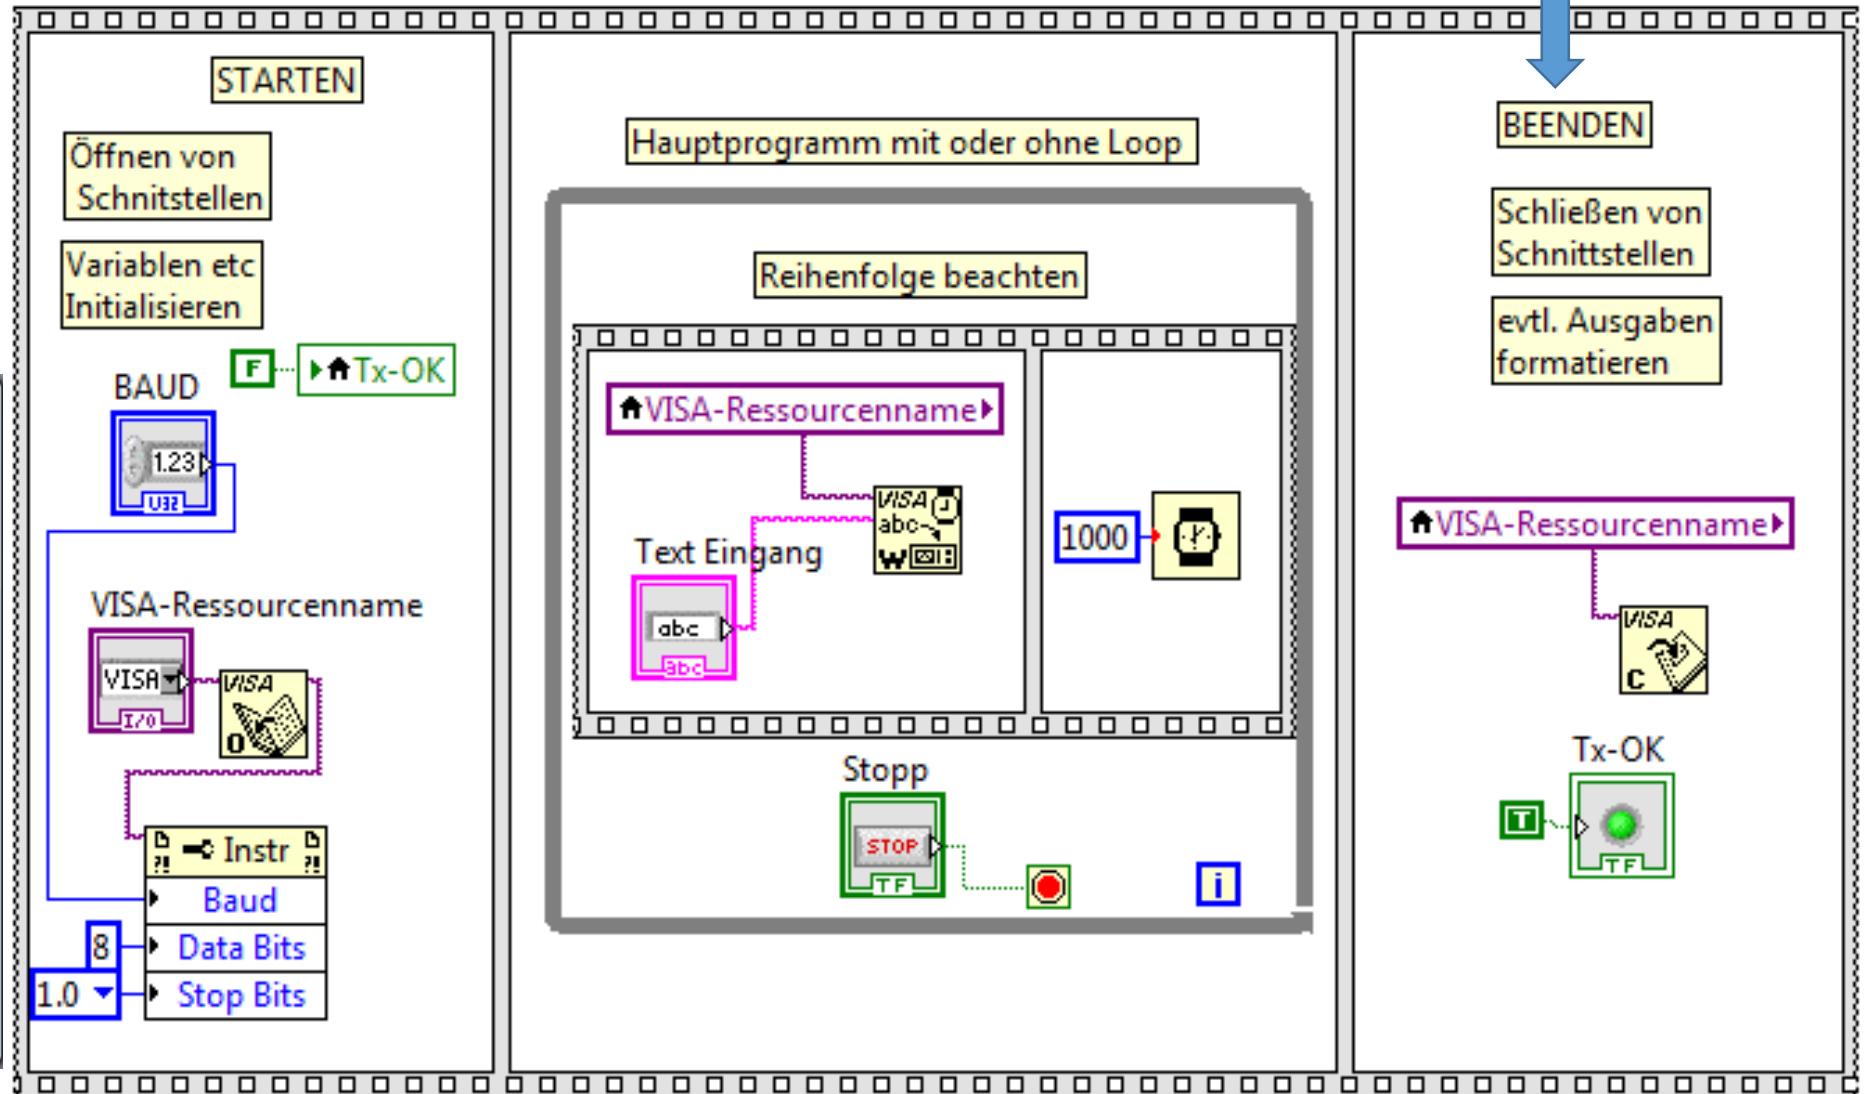 STARTEN
Öffnen von
Schnitstellen
Variablen etc
Initialisieren
F
Tx-OK
BAUD
1.23
U32
VISA-Ressourcenname
VISA
I/O
VISA
O
?! Instr ?!
Baud
8
Data Bits
1.0
Stop Bits
Hauptprogramm mit oder ohne Loop
Reihenfolge beachten
VISA-Ressourcenname
VISA
abc
W
Text Eingang
abc
abc
1000
Stopp
STOP
TF
i
BEENDEN
Schließen von
Schnittstellen
evtl. Ausgaben
formatieren
VISA-Ressourcenname
VISA
C
Tx-OK
T
TF